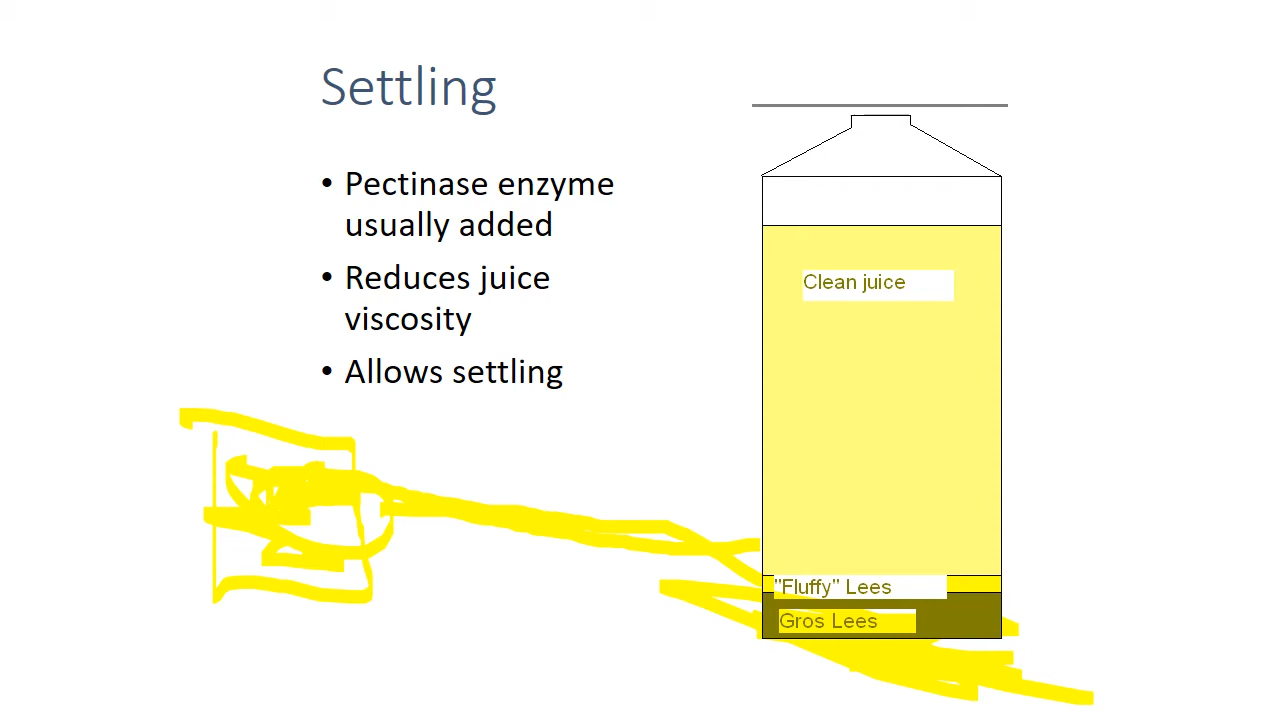 Settling
• Pectinase enzyme
usually added
• Reduces juice
viscosity
• Allows settling
Clean juice
"Fluffy" Lees
Gros Lees